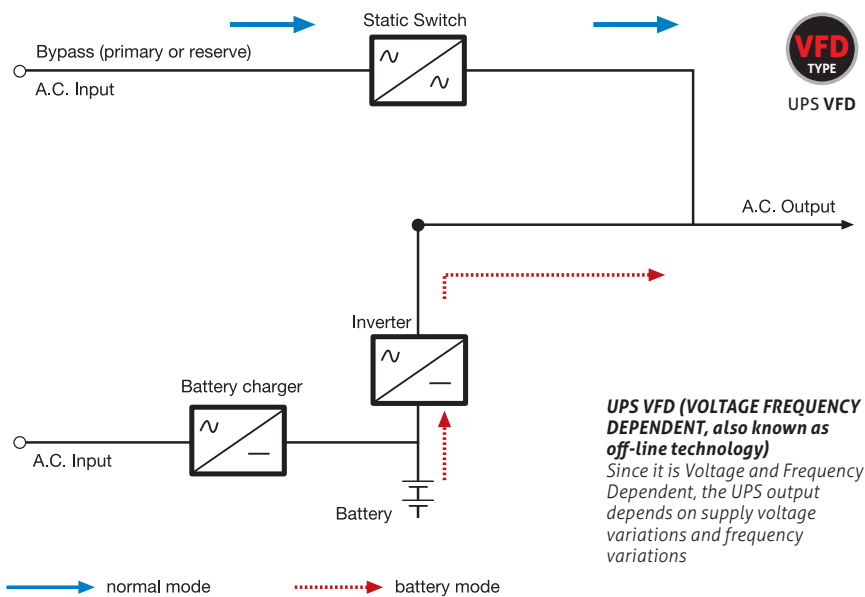 Static Switch
Bypass (primary or reserve)
A.C. Input
VFD
TYPE
UPS VFD
A.C. Output
Inverter
Battery charger
A.C. Input
Battery
UPS VFD (VOLTAGE FREQUENCY
DEPENDENT, also known as
off-line technology)
Since it is Voltage and Frequency
Dependent, the UPS output
depends on supply voltage
variations and frequency
variations
normal mode
battery mode